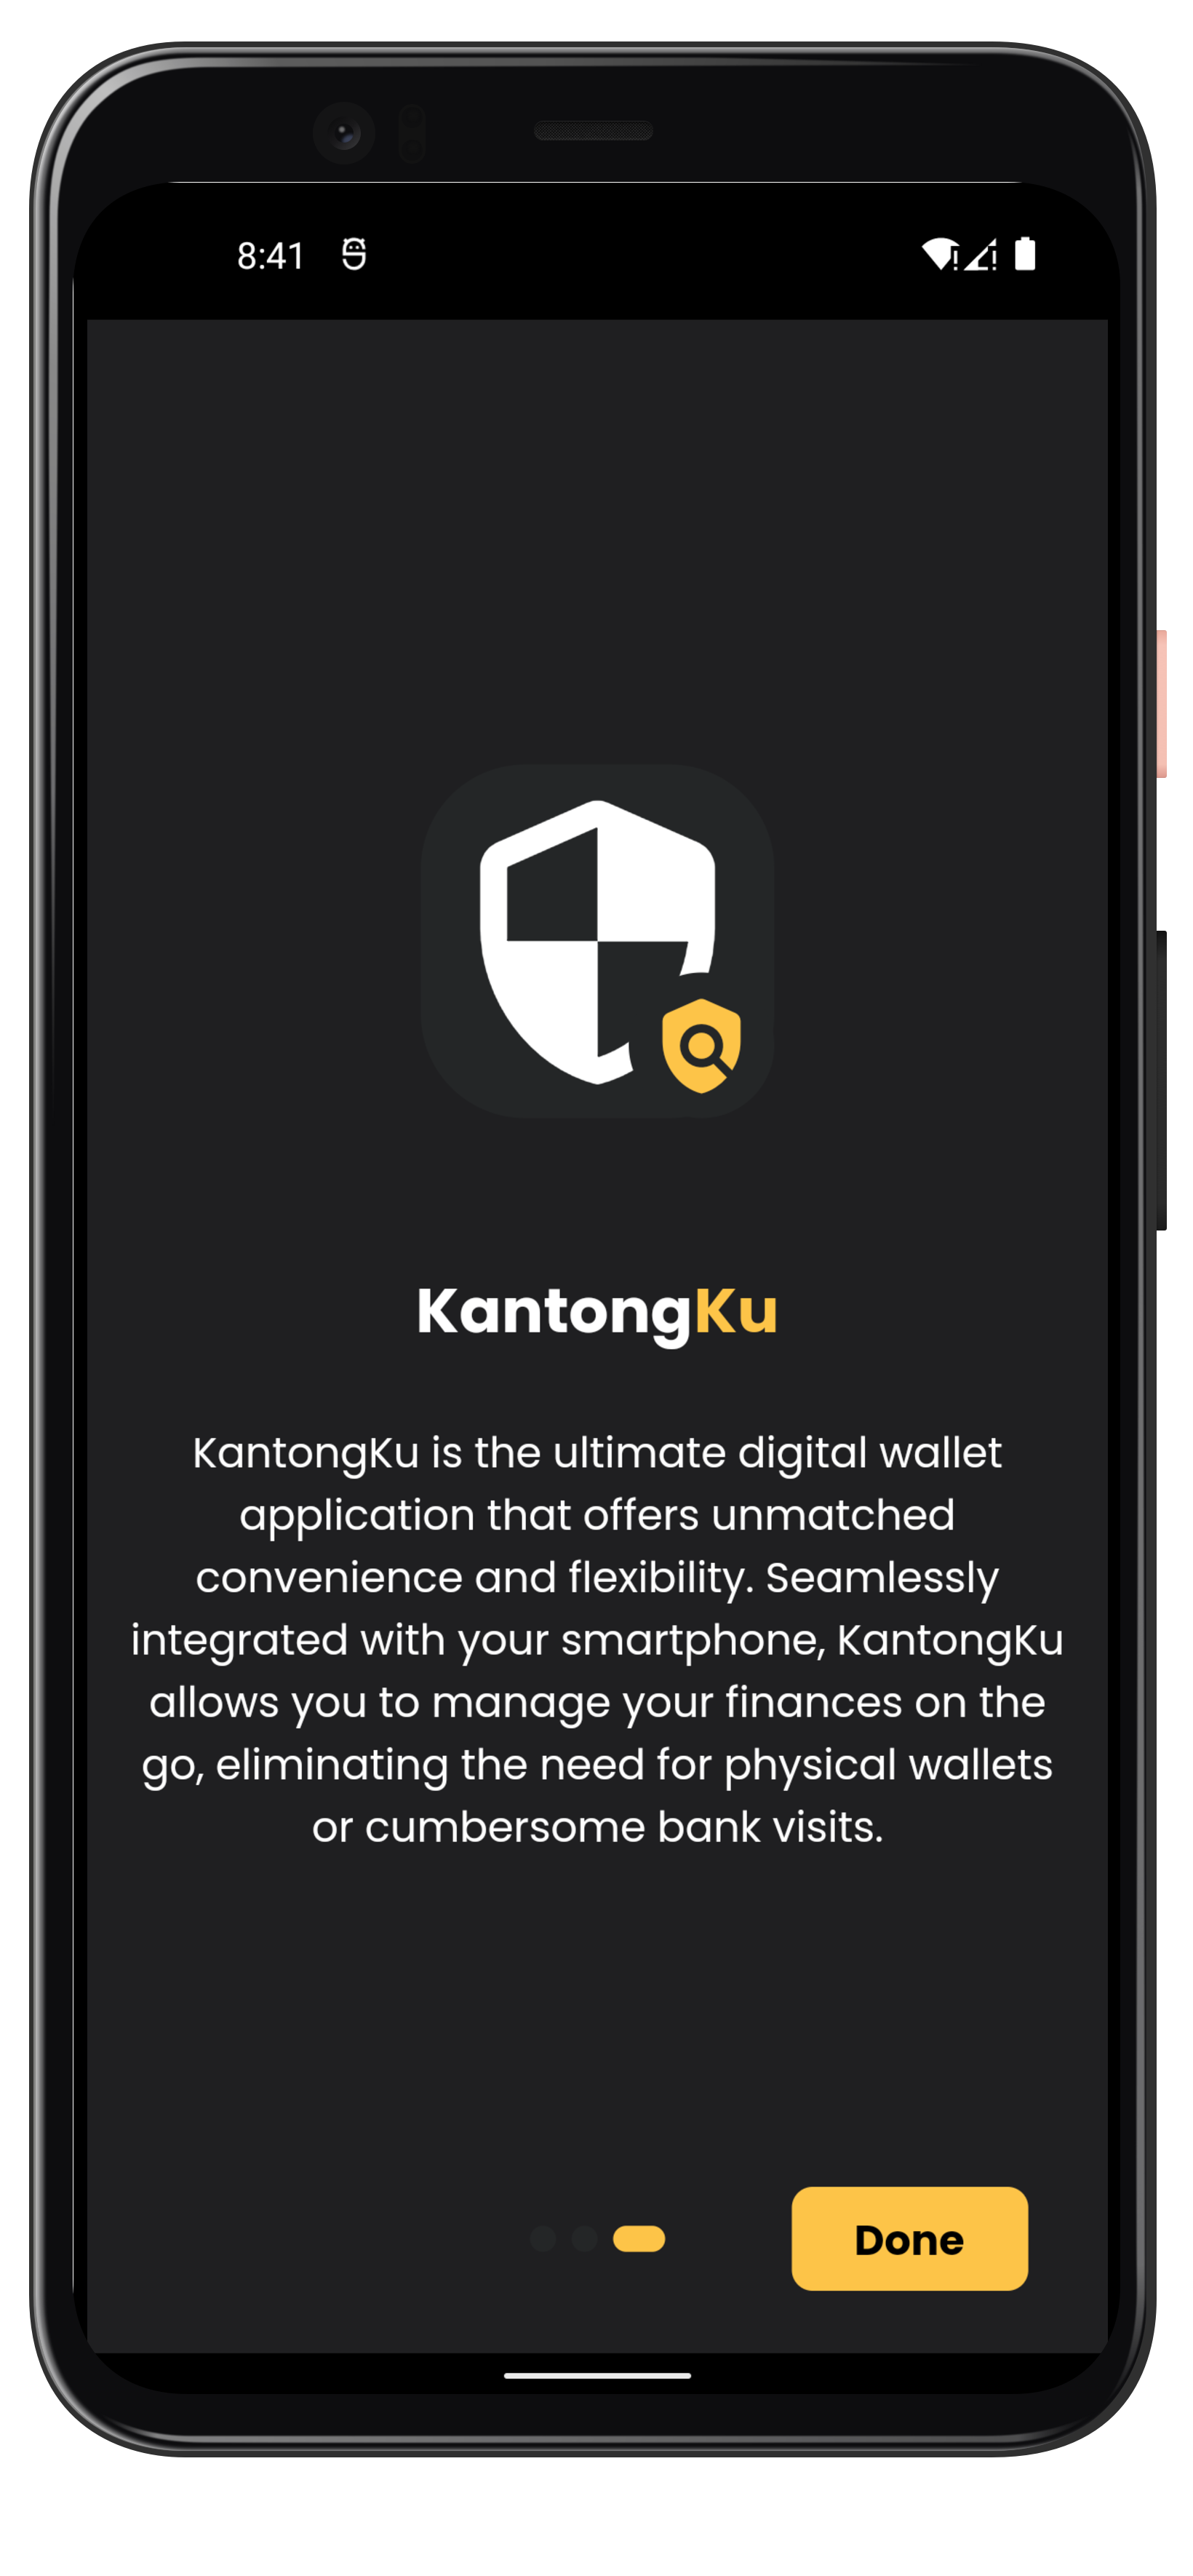 8:41
KantongKu
KantongKu is the ultimate digital wallet
application that offers unmatched
convenience and flexibility. Seamlessly
integrated with your smartphone, KantongKu
allows you to manage your finances on the
go, eliminating the need for physical wallets
or cumbersome bank visits.
Done